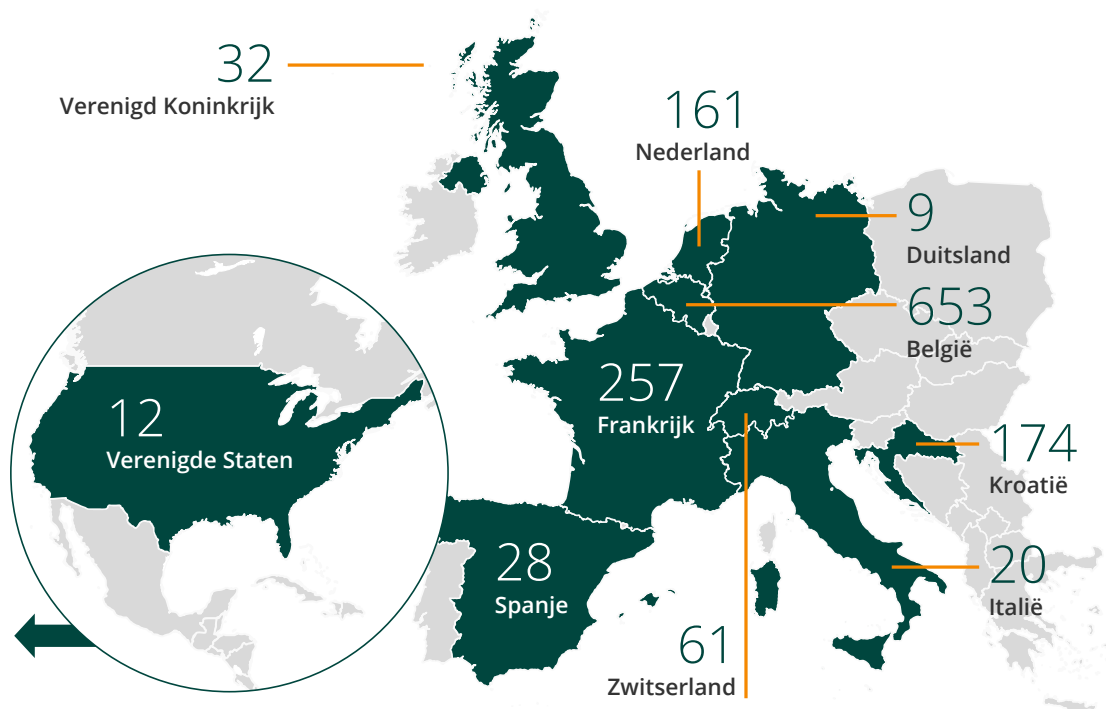 32
Verenigd Koninkrijk
161
Nederland
9
Duitsland
653
België
257
Frankrijk
12
Verenigde Staten
174
Kroatië
28
Spanje
20
Italië
61
Zwitserland